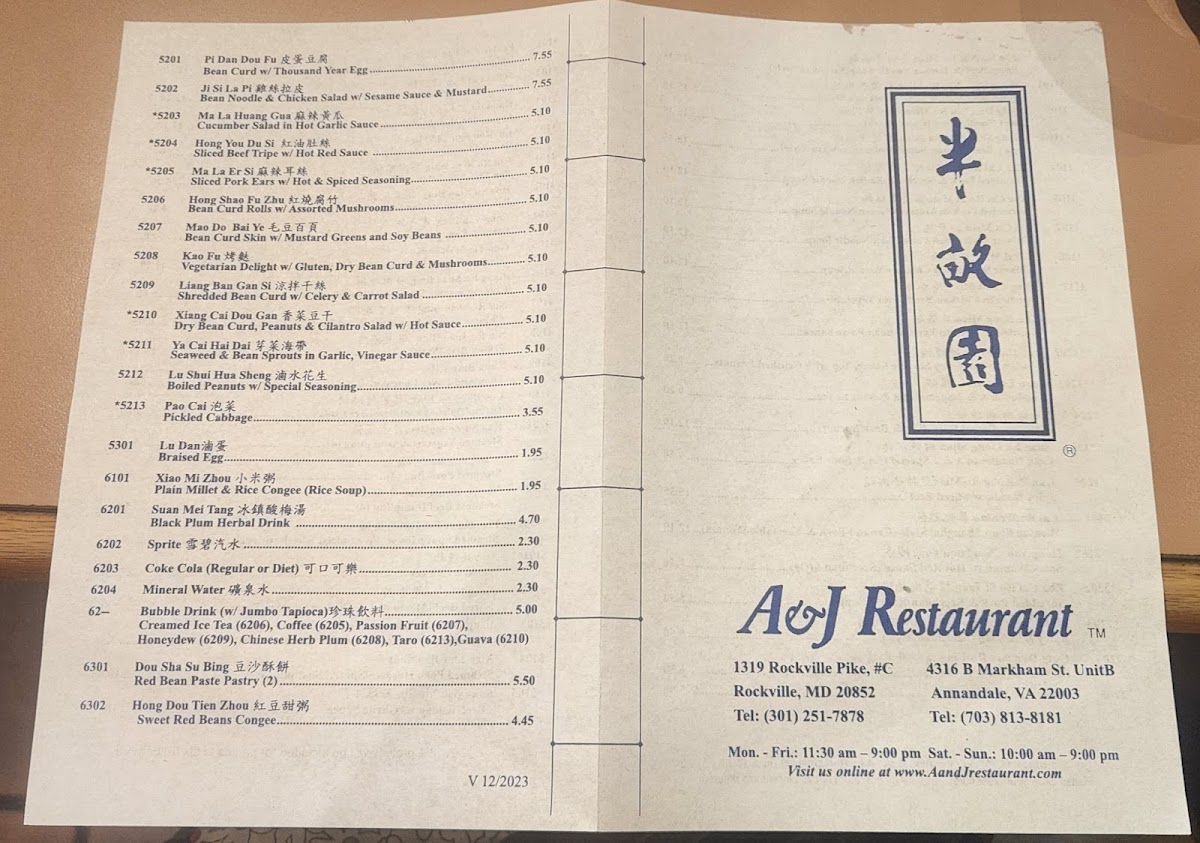 5201 Pi Dan Dou Fu 皮蛋豆腐
Bean Curd w/ Thousand Year Egg 7.55
5202 Ji Si La Pi 雞絲拉皮
Bean Noodle & Chicken Salad w/ Sesame Sauce & Mustard 7.55
*5203 Ma La Huang Gua 麻辣黃瓜
Cucumber Salad in Hot Garlic Sauce 5.10
*5204 Hong You Du Si 紅油肚絲
Sliced Beef Tripe w/ Hot Red Sauce 5.10
*5205 Ma La Er Si 麻辣耳絲
Sliced Pork Ears w/ Hot & Spiced Seasoning 5.10
5206 Hong Shao Fu Zhu 紅燒腐竹
Bean Curd Rolls w/ Assorted Mushrooms 5.10
5207 Mao Do Bai Ye 毛豆百頁
Bean Curd Skin w/ Mustard Greens and Soy Beans 5.10
5208 Kao Fu 烤麩
Vegetarian Delight w/ Gluten, Dry Bean Curd & Mushrooms 5.10
5209 Liang Ban Gan Si 涼拌干絲
Shredded Bean Curd w/ Celery & Carrot Salad 5.10
*5210 Xiang Cai Dou Gan 香菜豆干
Dry Bean Curd, Peanuts & Cilantro Salad w/ Hot Sauce 5.10
*5211 Ya Cai Hai Dai 芽菜海帶
Seaweed & Bean Sprouts in Garlic, Vinegar Sauce 5.10
5212 Lu Shui Hua Sheng 滷水花生
Boiled Peanuts w/ Special Seasoning 5.10
*5213 Pao Cai 泡菜
Pickled Cabbage 3.55
5301 Lu Dan滷蛋
Braised Egg 1.95
6101 Xiao Mi Zhou 小米粥
Plain Millet & Rice Congee (Rice Soup) 1.95
6201 Suan Mei Tang 冰鎮酸梅湯
Black Plum Herbal Drink 4.70
6202 Sprite 雪碧汽水 2.30
6203 Coke Cola (Regular or Diet) 可口可樂 2.30
6204 Mineral Water 礦泉水 2.30
62— Bubble Drink (w/ Jumbo Tapioca)珍珠飲料 5.00
Creamed Ice Tea (6206), Coffee (6205), Passion Fruit (6207),
Honeydew (6209), Chinese Herb Plum (6208), Taro (6213),Guava (6210)
6301 Dou Sha Su Bing 豆沙酥餅
Red Bean Paste Pastry (2) 5.50
6302 Hong Dou Tien Zhou 紅豆甜粥
Sweet Red Beans Congee 4.45
V 12/2023
半畝園
®
A&J Restaurant TM
1319 Rockville Pike, #C 4316 B Markham St. UnitB
Rockville, MD 20852 Annandale, VA 22003
Tel: (301) 251-7878 Tel: (703) 813-8181
Mon. - Fri.: 11:30 am – 9:00 pm Sat. - Sun.: 10:00 am – 9:00 pm
Visit us online at www.AandJrestaurant.com